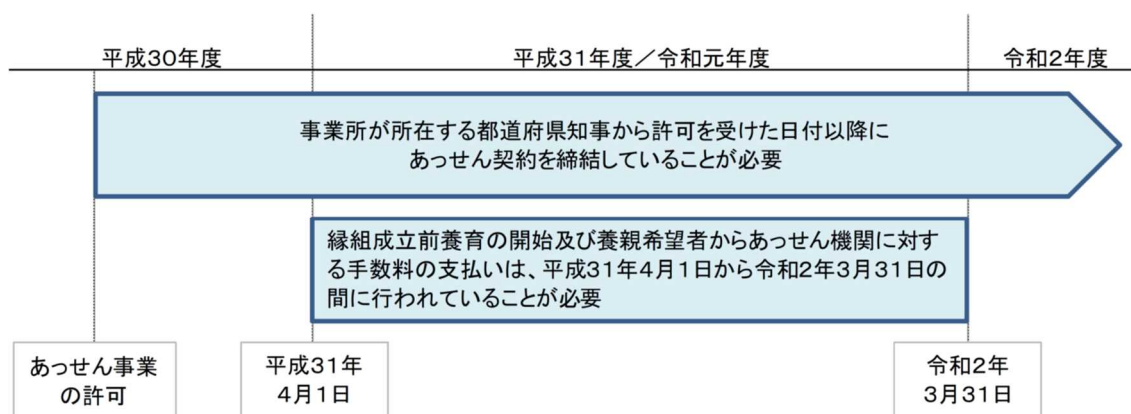 平成30年度
平成31年度/令和元年度
令和2年度
事業所が所在する都道府県知事から許可を受けた日付以降に
あっせん契約を締結していることが必要
縁組成立前養育の開始及び養親希望者からあっせん機関に対す
る手数料の支払いは、平成31年4月1日から令和2年3月31日の
間に行われていることが必要
あっせん事業
の許可
平成31年
4月1日
令和2年
3月31日